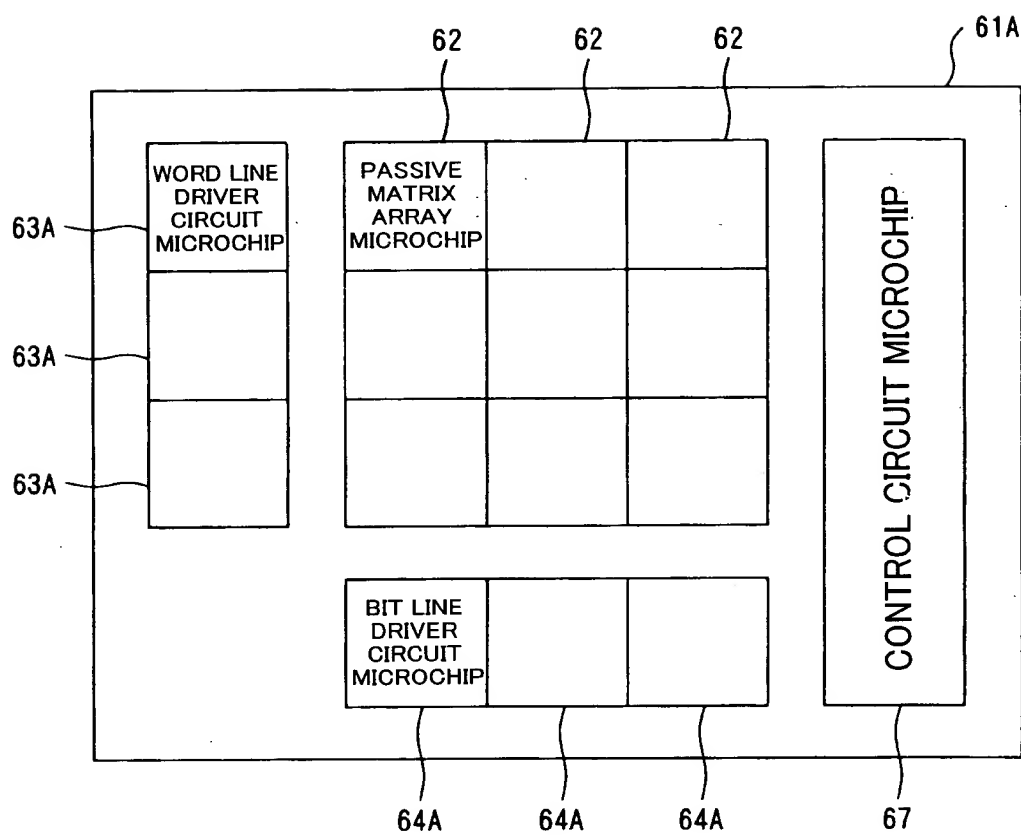 62 62 62 61A
WORD LINE
DRIVER
CIRCUIT
MICROCHIP
PASSIVE
MATRIX
ARRAY
MICROCHIP
63A
63A
63A
CONTROL CIRCUIT MICROCHIP
BIT LINE
DRIVER
CIRCUIT
MICROCHIP
64A 64A 64A 67